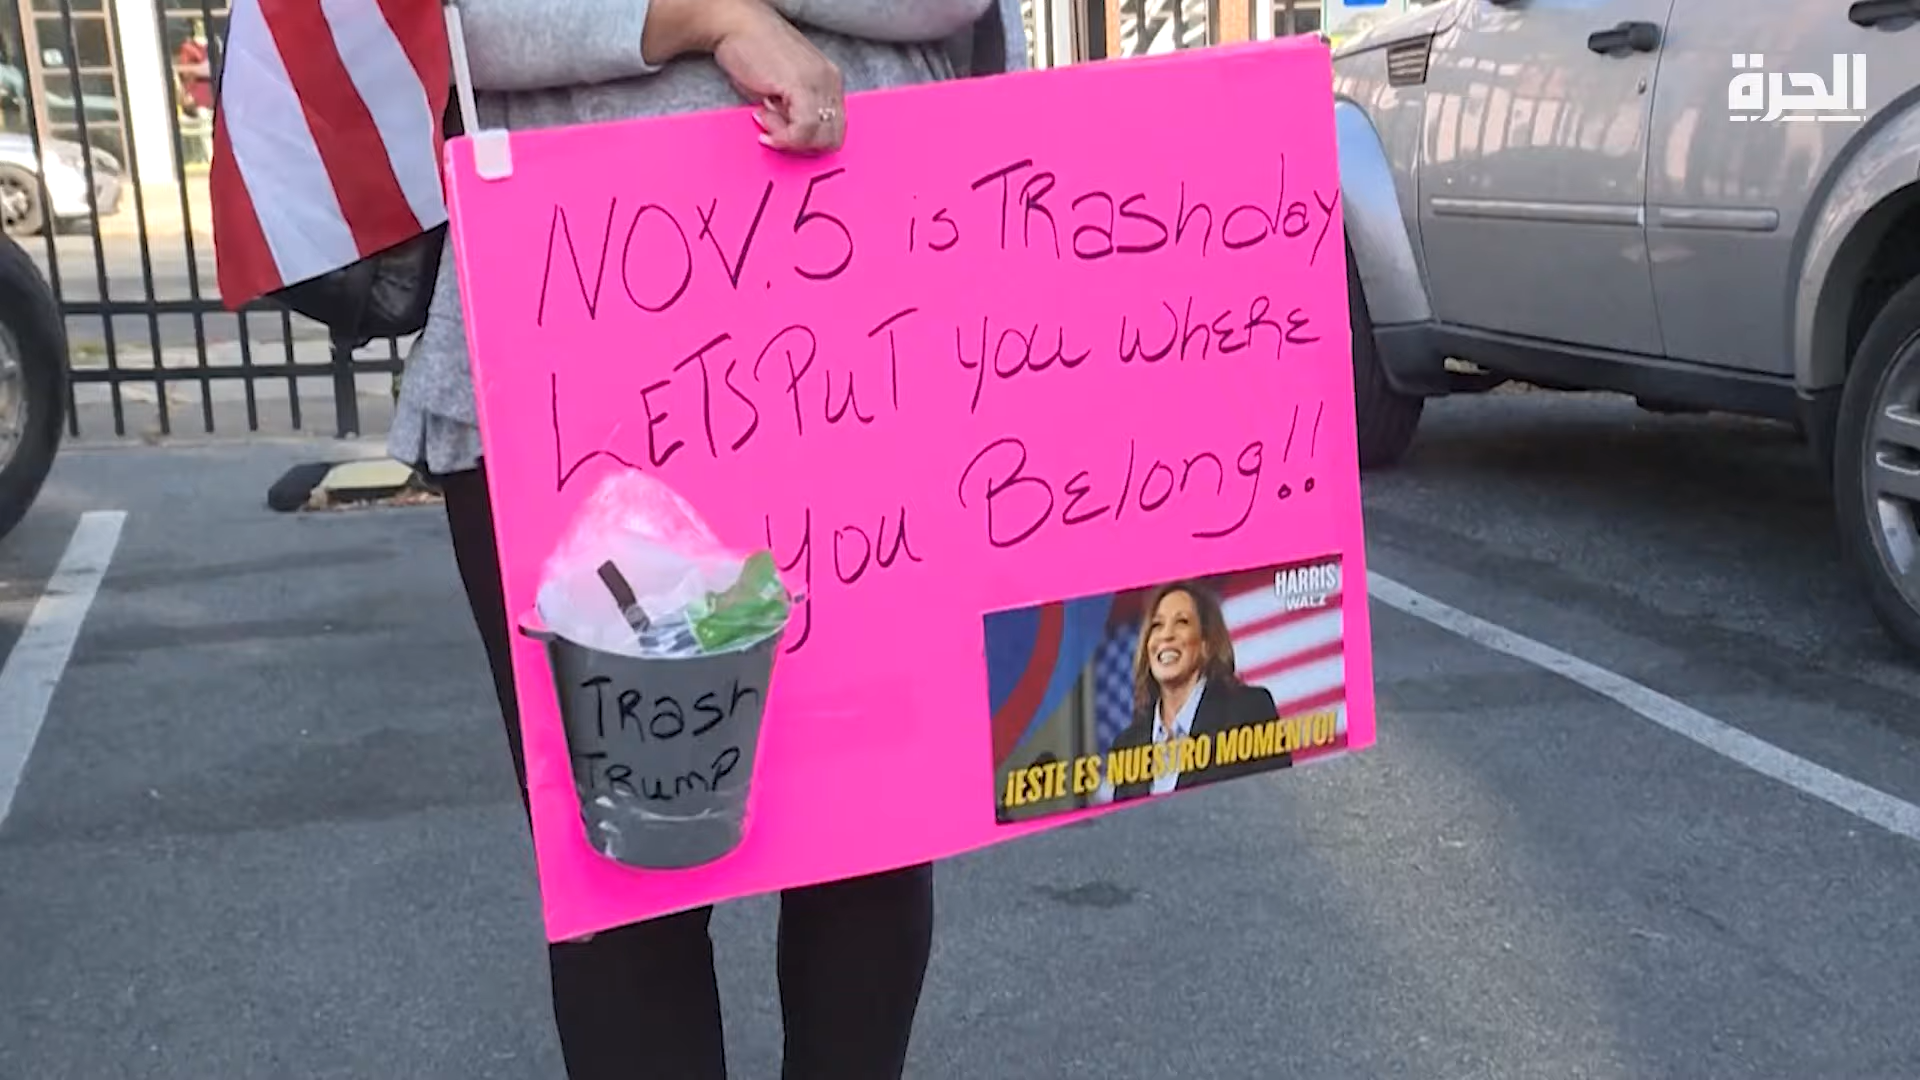 الحرة
NOV. 5 is TRashday
LETS PuT you WHERE
you BElong!!
TRash
TRUMP
HARRIS
WALZ
¡ESTE ES NUESTRO MOMENTO!